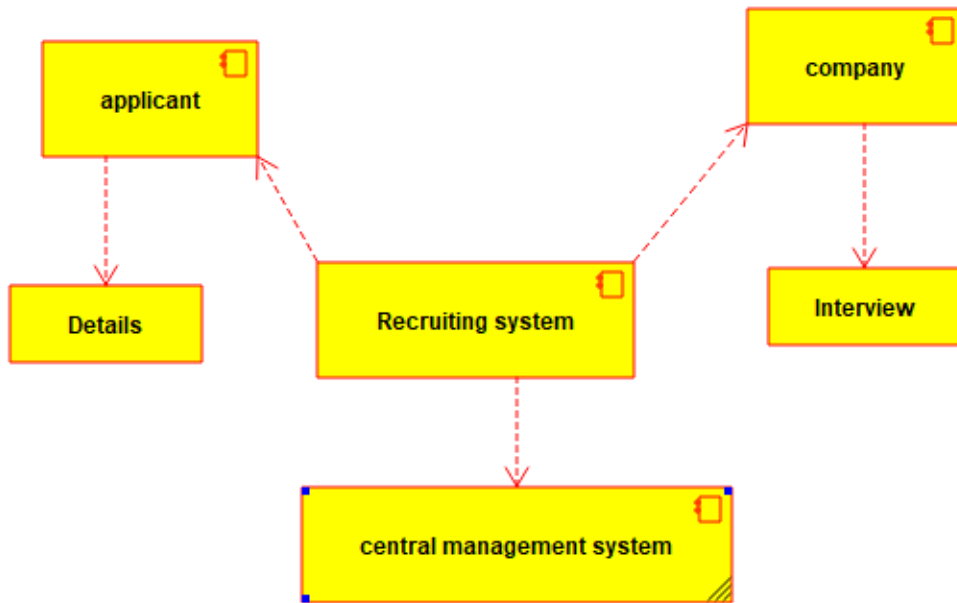 company
applicant
Details
Recruiting system
Interview
central management system